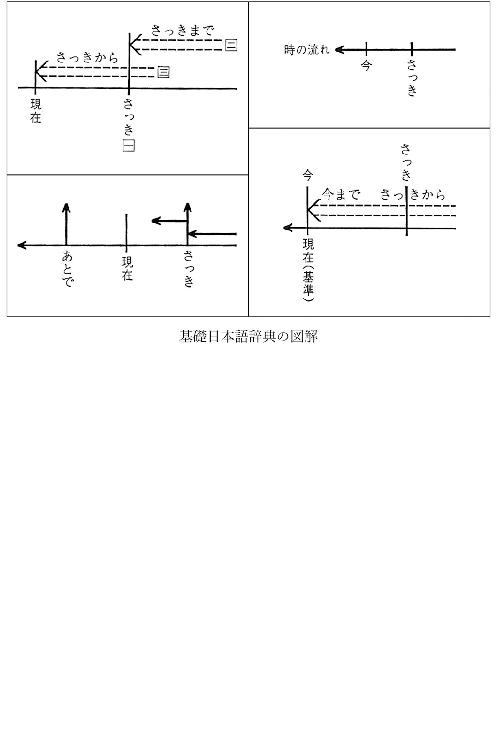 さっきまで
三
さっきから
三
現在
さっき一
時の流れ
今
さっき
あとで
現在
さっき
さっき
今
今まで
さっきから
現在（基準）
基礎日本語辞典の図解